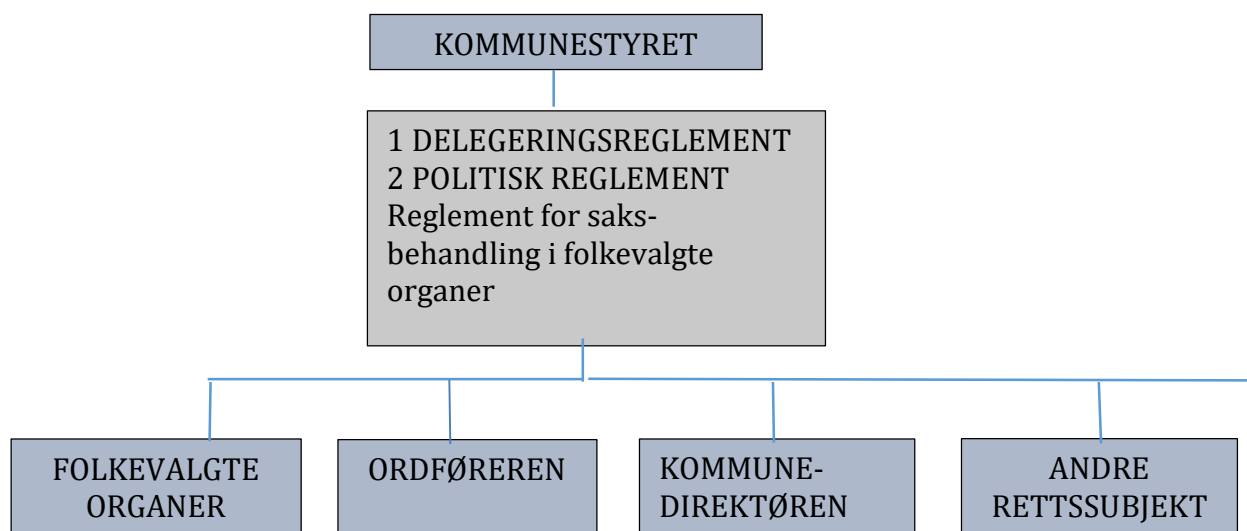 KOMMUNESTYRET
1 DELEGERINGSREGLEMENT
2 POLITISK REGLEMENT
Reglement for saks-
behandling i folkevalgte
organer
FOLKEVALGTE
ORGANER
ORDFØREREN
KOMMUNE-
DIREKTØREN
ANDRE
RETTSSUBJEKT